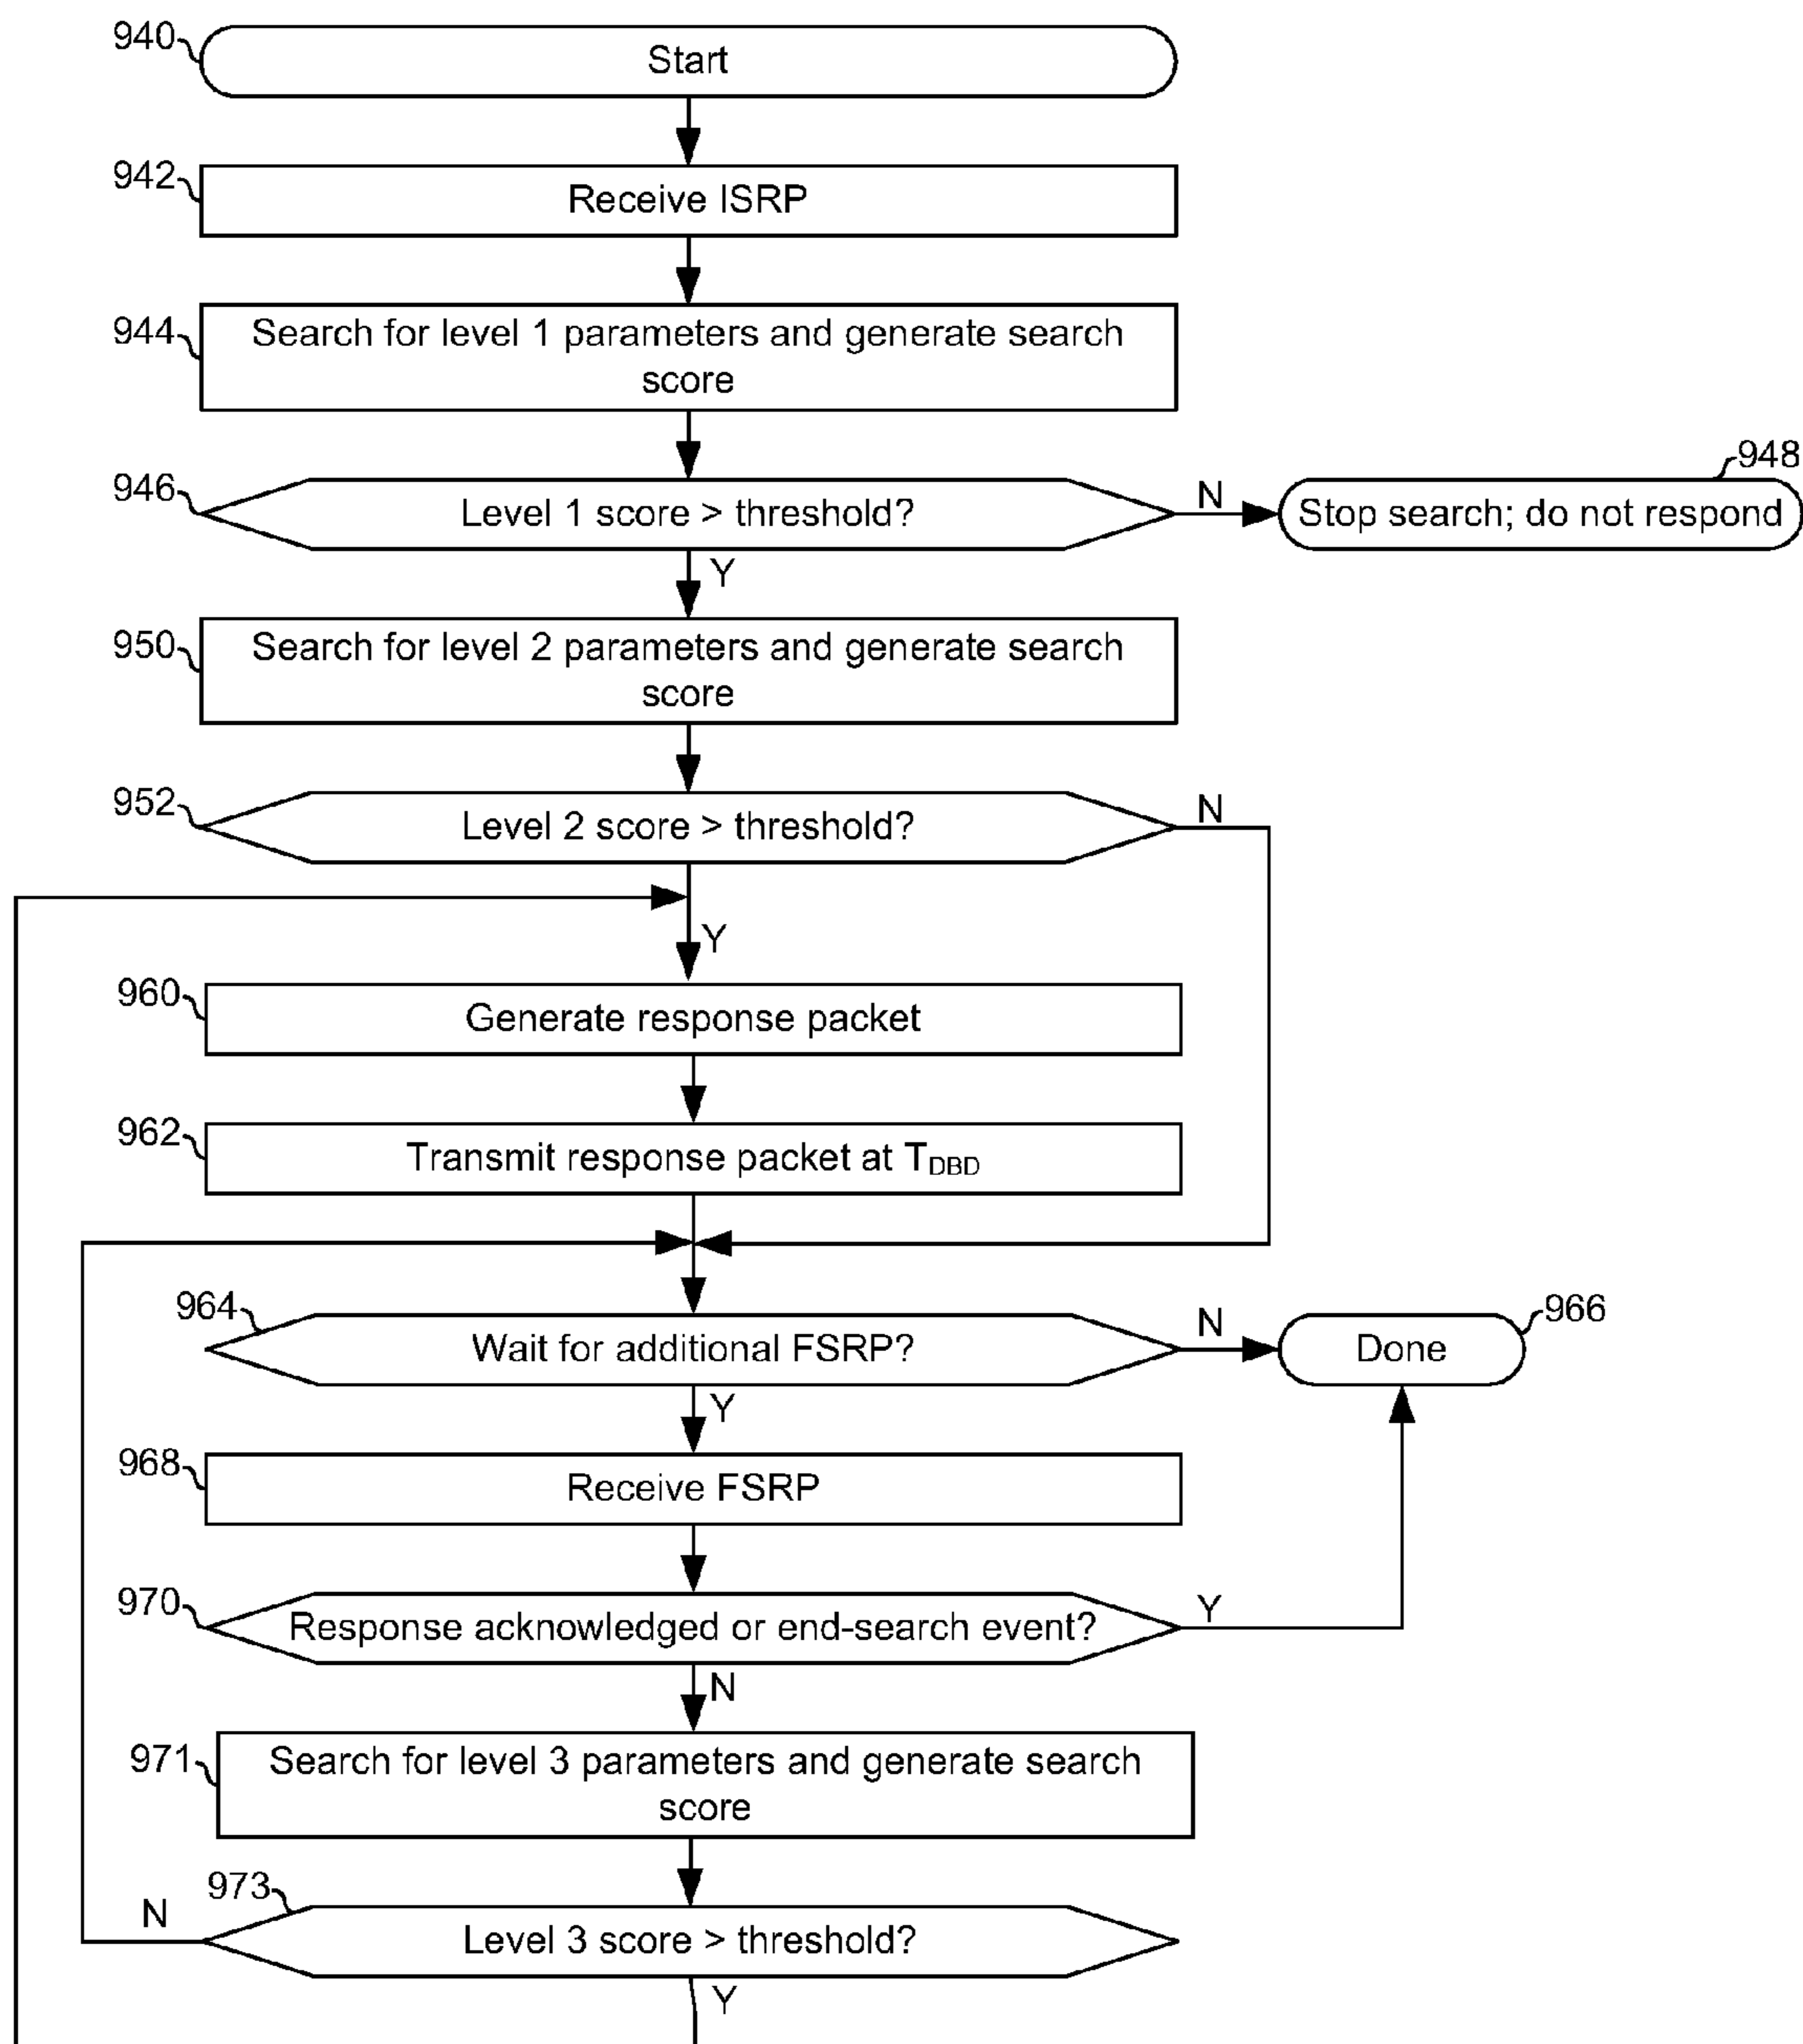 940
Start
942
Receive ISRP
944
Search for level 1 parameters and generate search
score
946
Level 1 score > threshold?
N
948
Stop search; do not respond
Y
950
Search for level 2 parameters and generate search
score
952
Level 2 score > threshold?
N
Y
960
Generate response packet
962
Transmit response packet at TDBD
964
Wait for additional FSRP?
N
966
Done
Y
968
Receive FSRP
970
Response acknowledged or end-search event?
Y
N
971
Search for level 3 parameters and generate search
score
973
N
Level 3 score > threshold?
Y